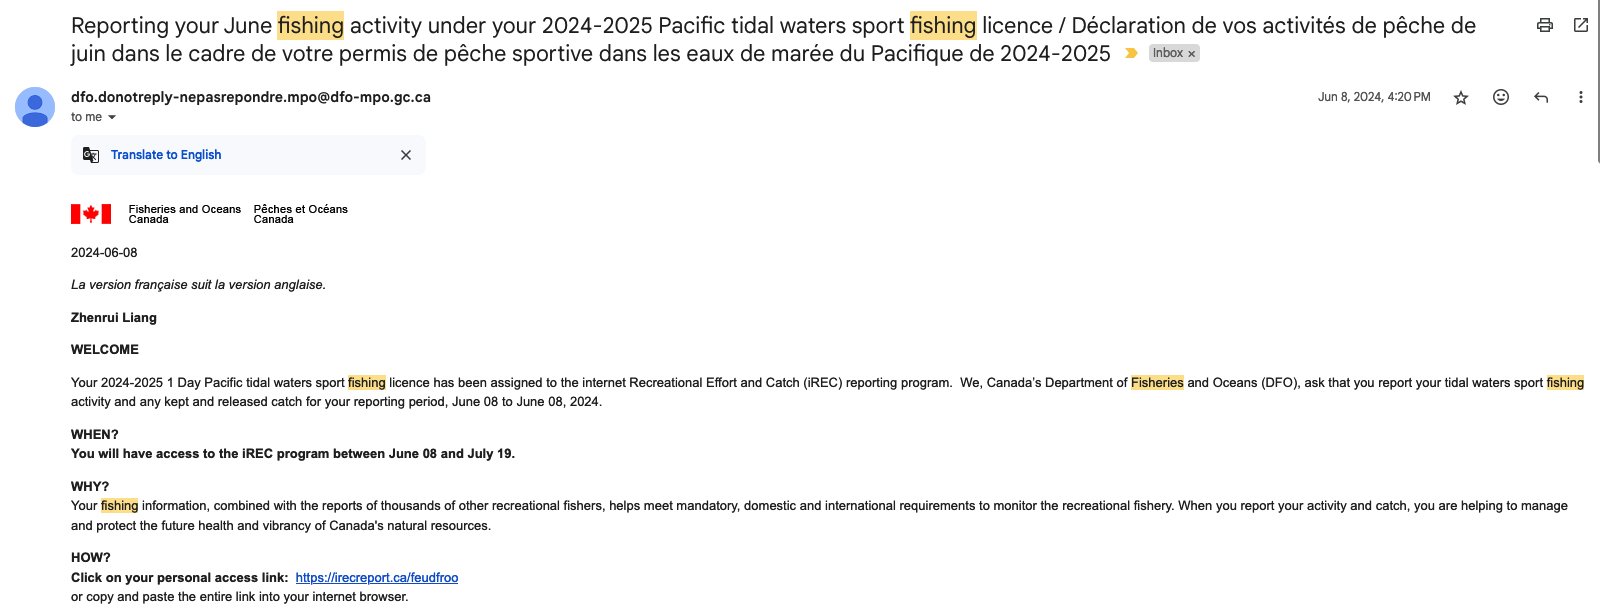 Reporting your June fishing activity under your 2024-2025 Pacific tidal waters sport fishing licence / Déclaration de vos activités de pêche de
juin dans le cadre de votre permis de pêche sportive dans les eaux de marée du Pacifique de 2024-2025 Inbox x
dfo.donotreply-nepasrepondre.mpo@dfo-mpo.gc.ca
Jun 8, 2024, 4:20 PM
to me
Translate to English
Fisheries and Oceans
Canada
Pêches et Océans
Canada
2024-06-08
La version française suit la version anglaise.
Zhenrui Liang
WELCOME
Your 2024-2025 1 Day Pacific tidal waters sport fishing licence has been assigned to the internet Recreational Effort and Catch (iREC) reporting program. We, Canada's Department of Fisheries and Oceans (DFO), ask that you report your tidal waters sport fishing
activity and any kept and released catch for your reporting period, June 08 to June 08, 2024.
WHEN?
You will have access to the iREC program between June 08 and July 19.
WHY?
Your fishing information, combined with the reports of thousands of other recreational fishers, helps meet mandatory, domestic and international requirements to monitor the recreational fishery. When you report your activity and catch, you are helping to manage
and protect the future health and vibrancy of Canada's natural resources.
HOW?
Click on your personal access link: https://irecreport.ca/feudfroo
or copy and paste the entire link into your internet browser.